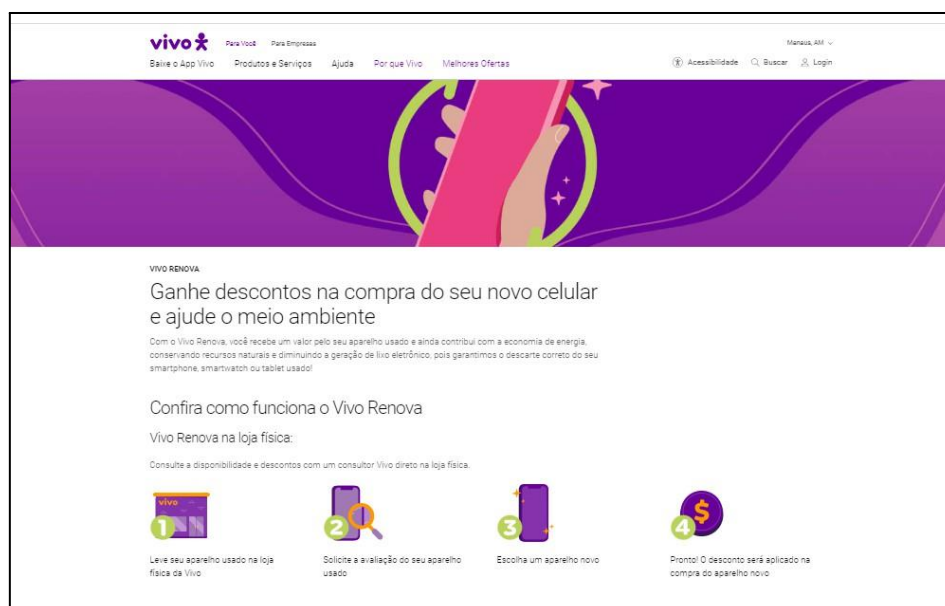 vivo
Para Você Para Empresas
Manaus, AM
Baixe o App Vivo Produtos e Serviços Ajuda Por que Vivo Melhores Ofertas
Acessibilidade Buscar Login
VIVO RENOVA
Ganhe descontos na compra do seu novo celular
e ajude o meio ambiente
Com o Vivo Renova, você recebe um valor pelo seu aparelho usado e ainda contribui com a economia de energia,
conservando recursos naturais e diminuindo a geração de lixo eletrônico, pois garantimos o descarte correto do seu
smartphone, smartwatch ou tablet usado!
Confira como funciona o Vivo Renova
Vivo Renova na loja física:
Consulte a disponibilidade e descontos com um consultor Vivo direto na loja física.
vivo
1
2
3
4
$
Leve seu aparelho usado na loja
física da Vivo
Solicite a avaliação do seu aparelho
usado
Escolha um aparelho novo
Pronto! O desconto será aplicado na
compra do aparelho novo